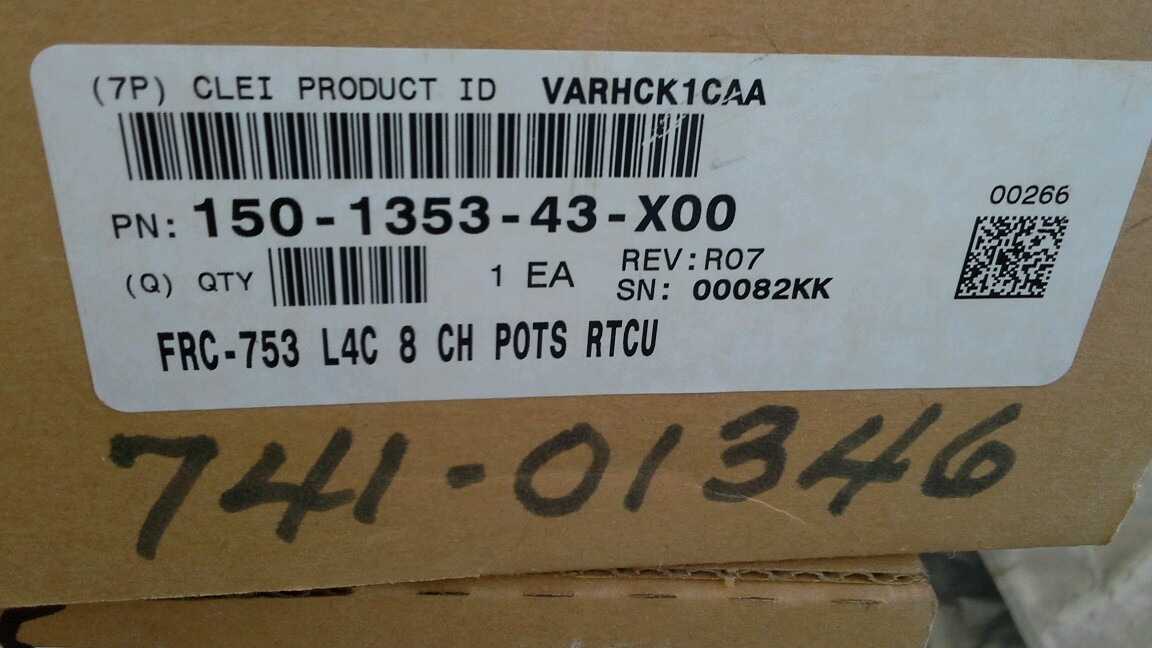 (7P) CLEI PRODUCT ID VARHCK1CAA
PN: 150-1353-43-X00
00266
(Q) QTY 1 EA REV:R07
SN: 00082KK
FRC-753 L4C 8 CH POTS RTCU
741-01346